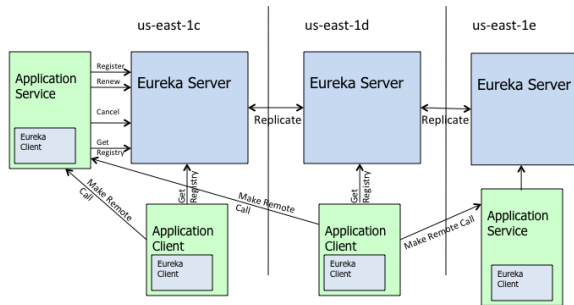 us-east-1c
us-east-1d
us-east-1e
Application
Service
Eureka
Client
Register
Renew
Cancel
Get
Registry
Eureka Server
Replicate
Eureka Server
Replicate
Eureka Server
Make Remote
Call
Get
Registry
Make Remote
Call
Get
Registry
Make Remote Call
Application
Client
Eureka
Client
Application
Client
Eureka
Client
Application
Service
Eureka
Client